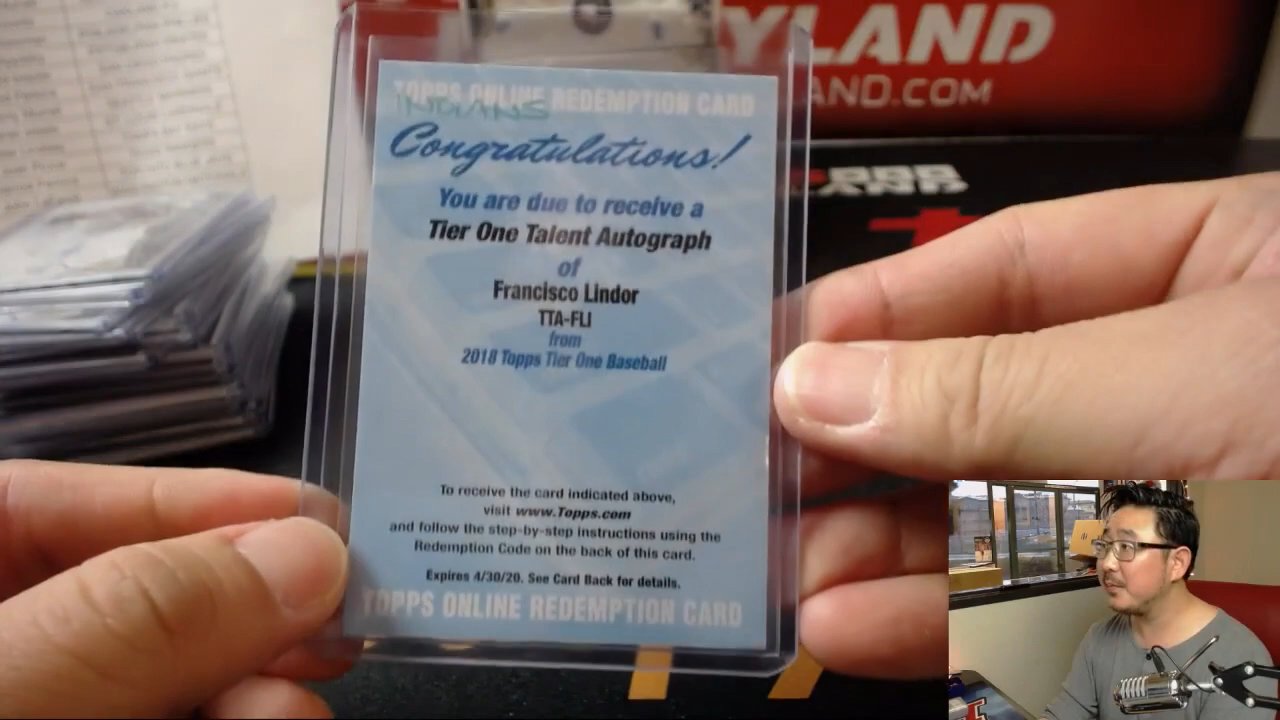 YLAND
AND.COM
TOPPS ONLINE REDEMPTION CARD
INDIANS
Congratulations!
You are due to receive a
Tier One Talent Autograph
of
Francisco Lindor
TTA-FLI
from
2018 Topps Tier One Baseball
To receive the card indicated above,
visit www.Topps.com
and follow the step-by-step instructions using the
Redemption Code on the back of this card.
Expires 4/30/20. See Card Back for details.
TOPPS ONLINE REDEMPTION CARD